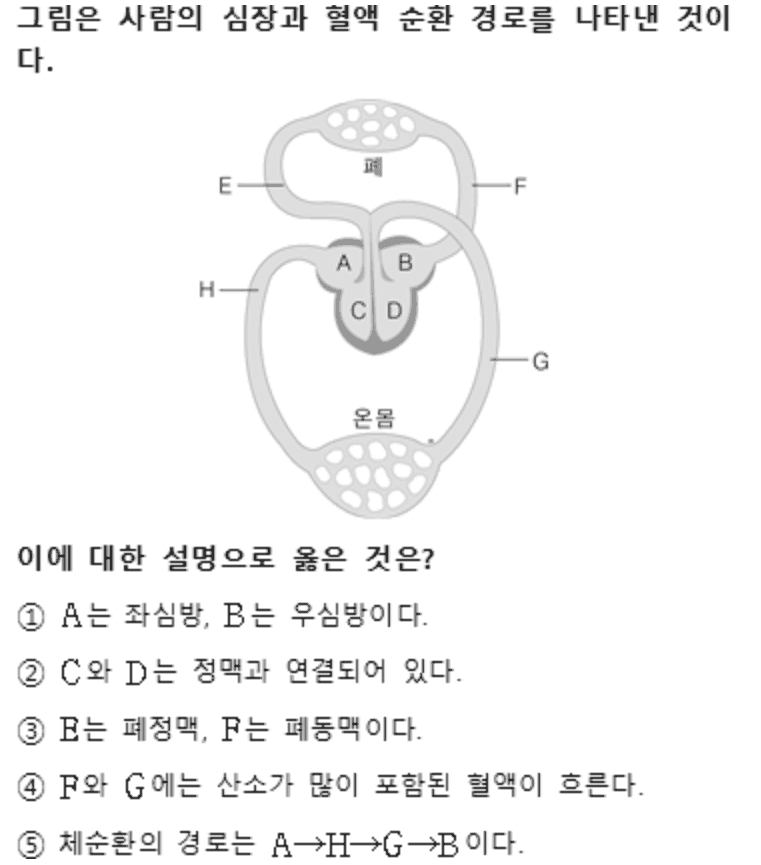 그림은 사람의 심장과 혈액 순환 경로를 나타낸 것이
다.
폐
E
F
A
B
H
C
D
G
온몸
이에 대한 설명으로 옳은 것은?
① A는 좌심방, B는 우심방이다.
② C와 D는 정맥과 연결되어 있다.
③ E는 폐정맥, F는 폐동맥이다.
④ F와 G에는 산소가 많이 포함된 혈액이 흐른다.
⑤ 체순환의 경로는 A→H→G→B이다.